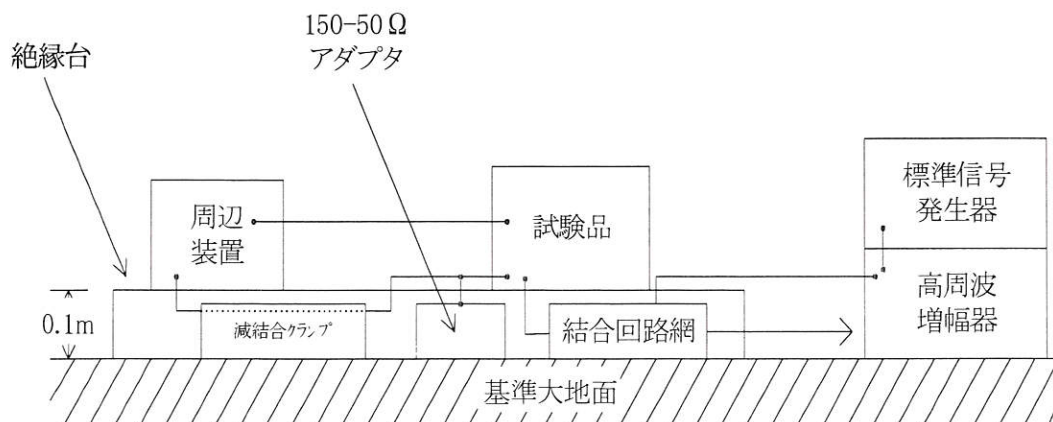 150-50Ω
アダプタ
絶縁台
周辺
装置
試験品
標準信号
発生器
高周波
増幅器
0.1m
減結合クランプ
結合回路網
基準大地面